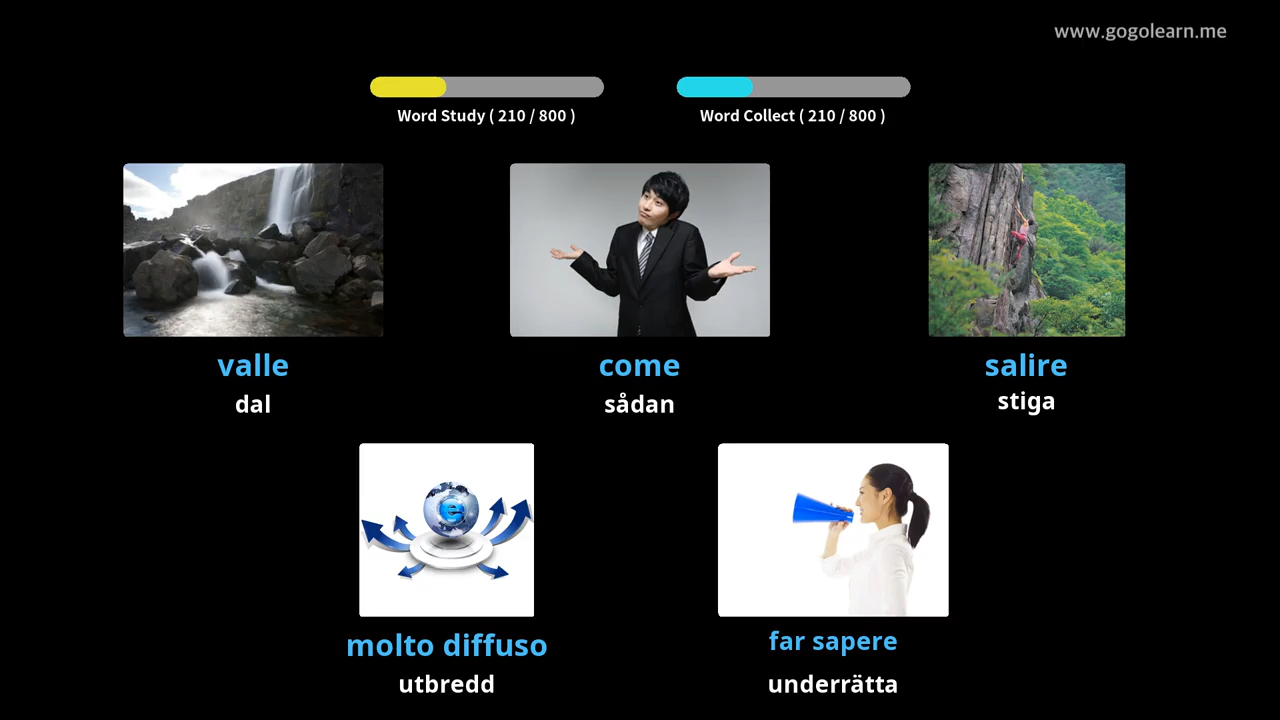 www.gogolearn.me
Word Study ( 210 / 800 )
Word Collect ( 210 / 800 )
valle
dal
come
sådan
salire
stiga
e
molto diffuso
utbredd
far sapere
underrätta